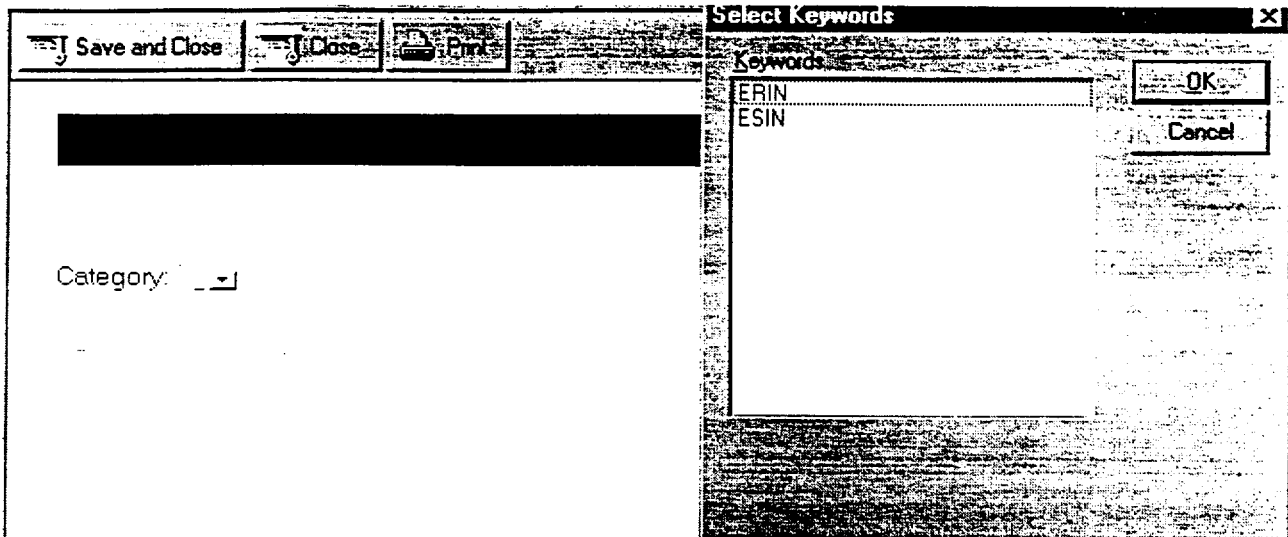 Save and Close
Close
Print
Category:
Select Keywords
Keywords
ERIN
ESIN
OK
Cancel